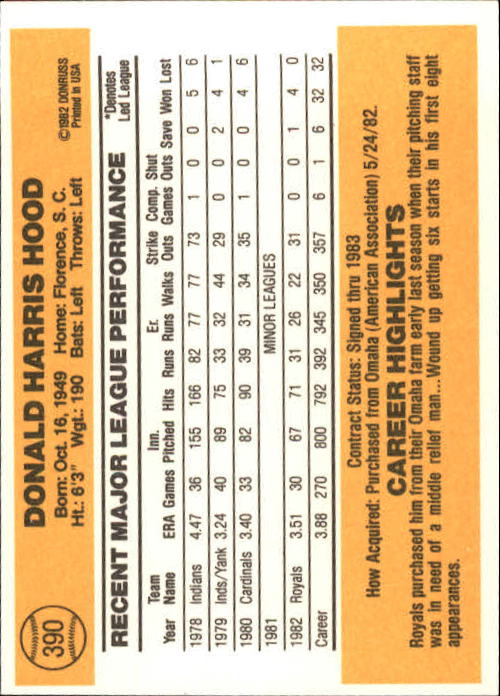 390
DONALD HARRIS HOOD
Born: Oct. 16, 1949 Home: Florence, S. C.
Ht.: 6'3" Wgt.: 190 Bats: Left Throws: Left
©1982 DONRUSS
Printed in USA
RECENT MAJOR LEAGUE PERFORMANCE
*Denotes
Led League
Team Inn. Er. Strike Comp. Shut
Year Name ERA Games Pitched Hits Runs Runs Walks Outs Games Outs Save Won Lost
1978 Indians 4.47 36 155 166 82 77 77 73 1 0 0 5 6
1979 Inds/Yank 3.24 40 89 75 33 32 44 29 0 0 2 4 1
1980 Cardinals 3.40 33 82 90 39 31 34 35 1 0 0 4 6
1981 MINOR LEAGUES
1982 Royals 3.51 30 67 71 31 26 22 31 0 0 1 4 0
Career 3.88 270 800 792 392 345 350 357 6 1 6 32 32
Contract Status: Signed thru 1983
How Acquired: Purchased from Omaha (American Association) 5/24/82.
CAREER HIGHLIGHTS
Royals purchased him from their Omaha farm early last season when their pitching staff
was in need of a middle relief man...Wound up getting six starts in his first eight
appearances.